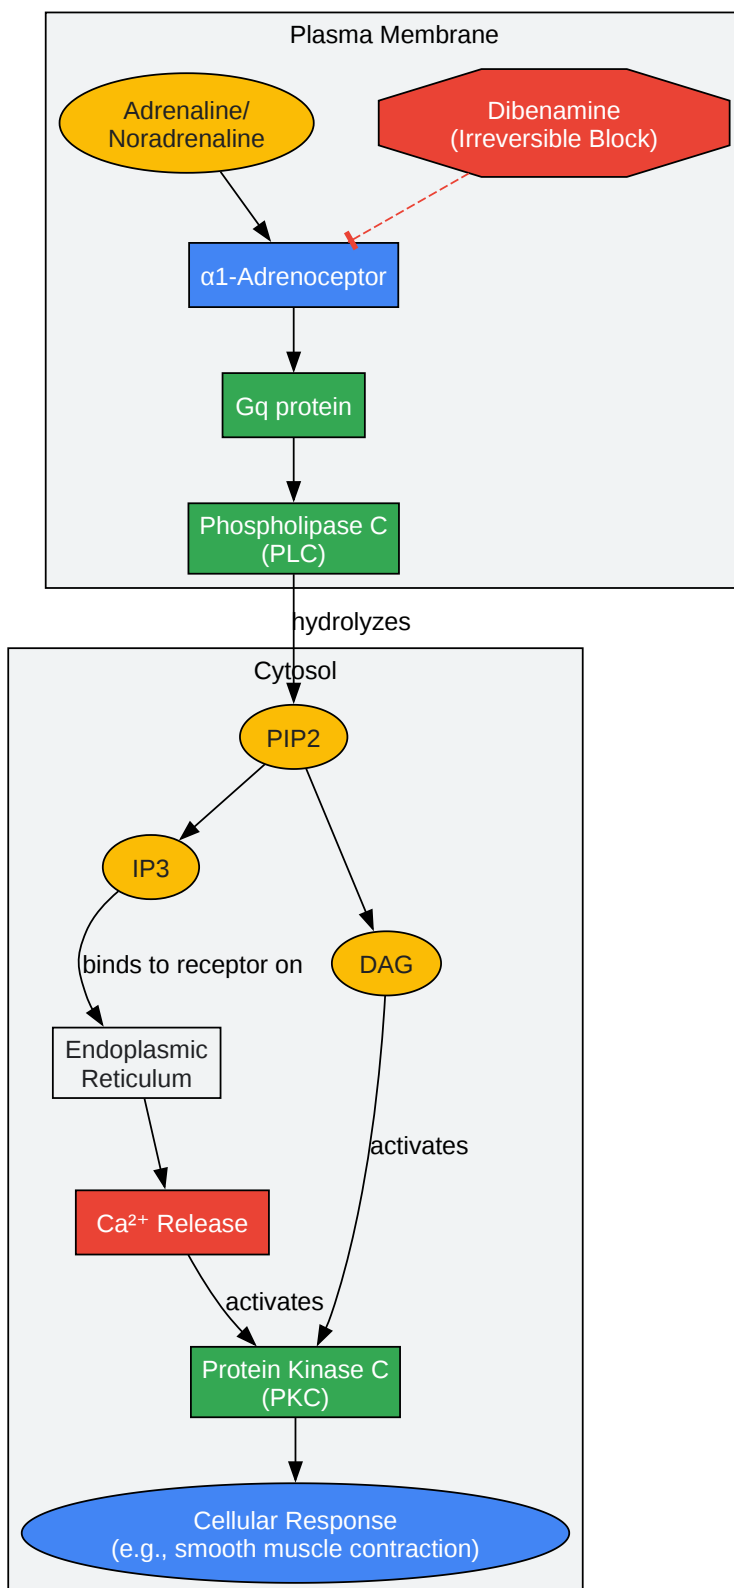 Plasma Membrane
Adrenaline/
Noradrenaline
Dibenamine
(Irreversible Block)
α1-Adrenoceptor
Gq protein
Phospholipase C
(PLC)
hydrolyzes
Cytosol
PIP2
IP3
binds to receptor on
DAG
Endoplasmic
Reticulum
activates
Ca²⁺ Release
activates
Protein Kinase C
(PKC)
Cellular Response
(e.g., smooth muscle contraction)